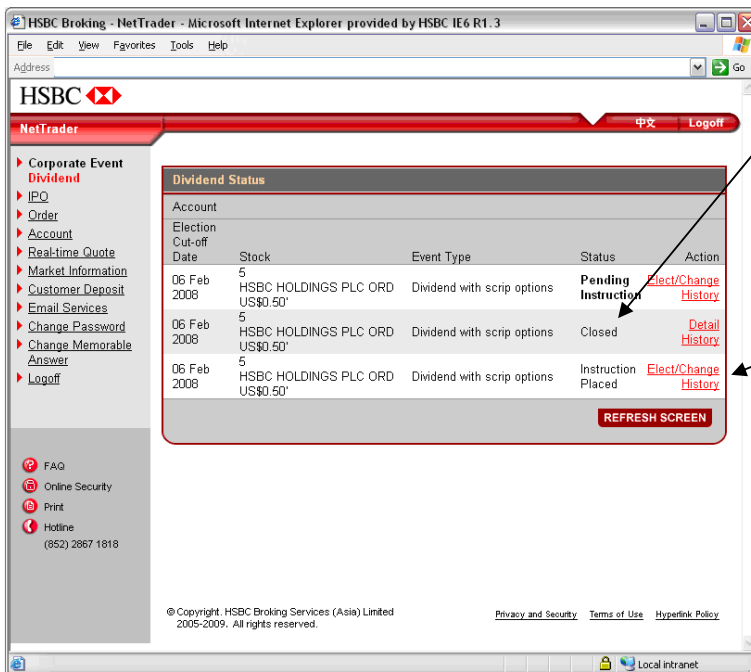 HSBC Broking - NetTrader - Microsoft Internet Explorer provided by HSBC IE6 R1.3
File Edit View Favorites Tools Help
Address Go
HSBC
NetTrader 中文 Logoff
Corporate Event
Dividend
IPO
Order
Account
Real-time Quote
Market Information
Customer Deposit
Email Services
Change Password
Change Memorable
Answer
Logoff
FAQ
Online Security
Print
Hotline
(852) 2867 1818
Dividend Status
Account
Election
Cut-off
Date Stock Event Type Status Action
06 Feb 2008 5 HSBC HOLDINGS PLC ORD US$0.50' Dividend with scrip options Pending Instruction Elect/Change History
06 Feb 2008 5 HSBC HOLDINGS PLC ORD US$0.50' Dividend with scrip options Closed Detail History
06 Feb 2008 5 HSBC HOLDINGS PLC ORD US$0.50' Dividend with scrip options Instruction Placed Elect/Change History
REFRESH SCREEN
© Copyright. HSBC Broking Services (Asia) Limited
2005-2009. All rights reserved.
Privacy and Security Terms of Use Hyperlink Policy
Local intranet